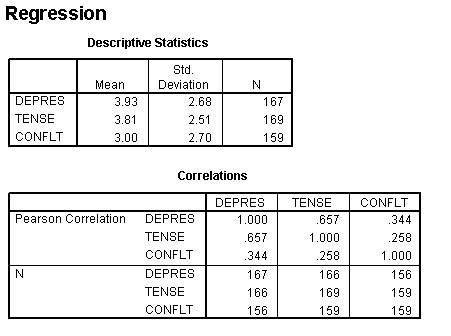 Regression
Descriptive Statistics
Mean Std. Deviation N
DEPRES 3.93 2.68 167
TENSE 3.81 2.51 169
CONFLT 3.00 2.70 159
Correlations
DEPRES TENSE CONFLT
Pearson Correlation DEPRES 1.000 .657 .344
TENSE .657 1.000 .258
CONFLT .344 .258 1.000
N DEPRES 167 166 156
TENSE 166 169 159
CONFLT 156 159 159